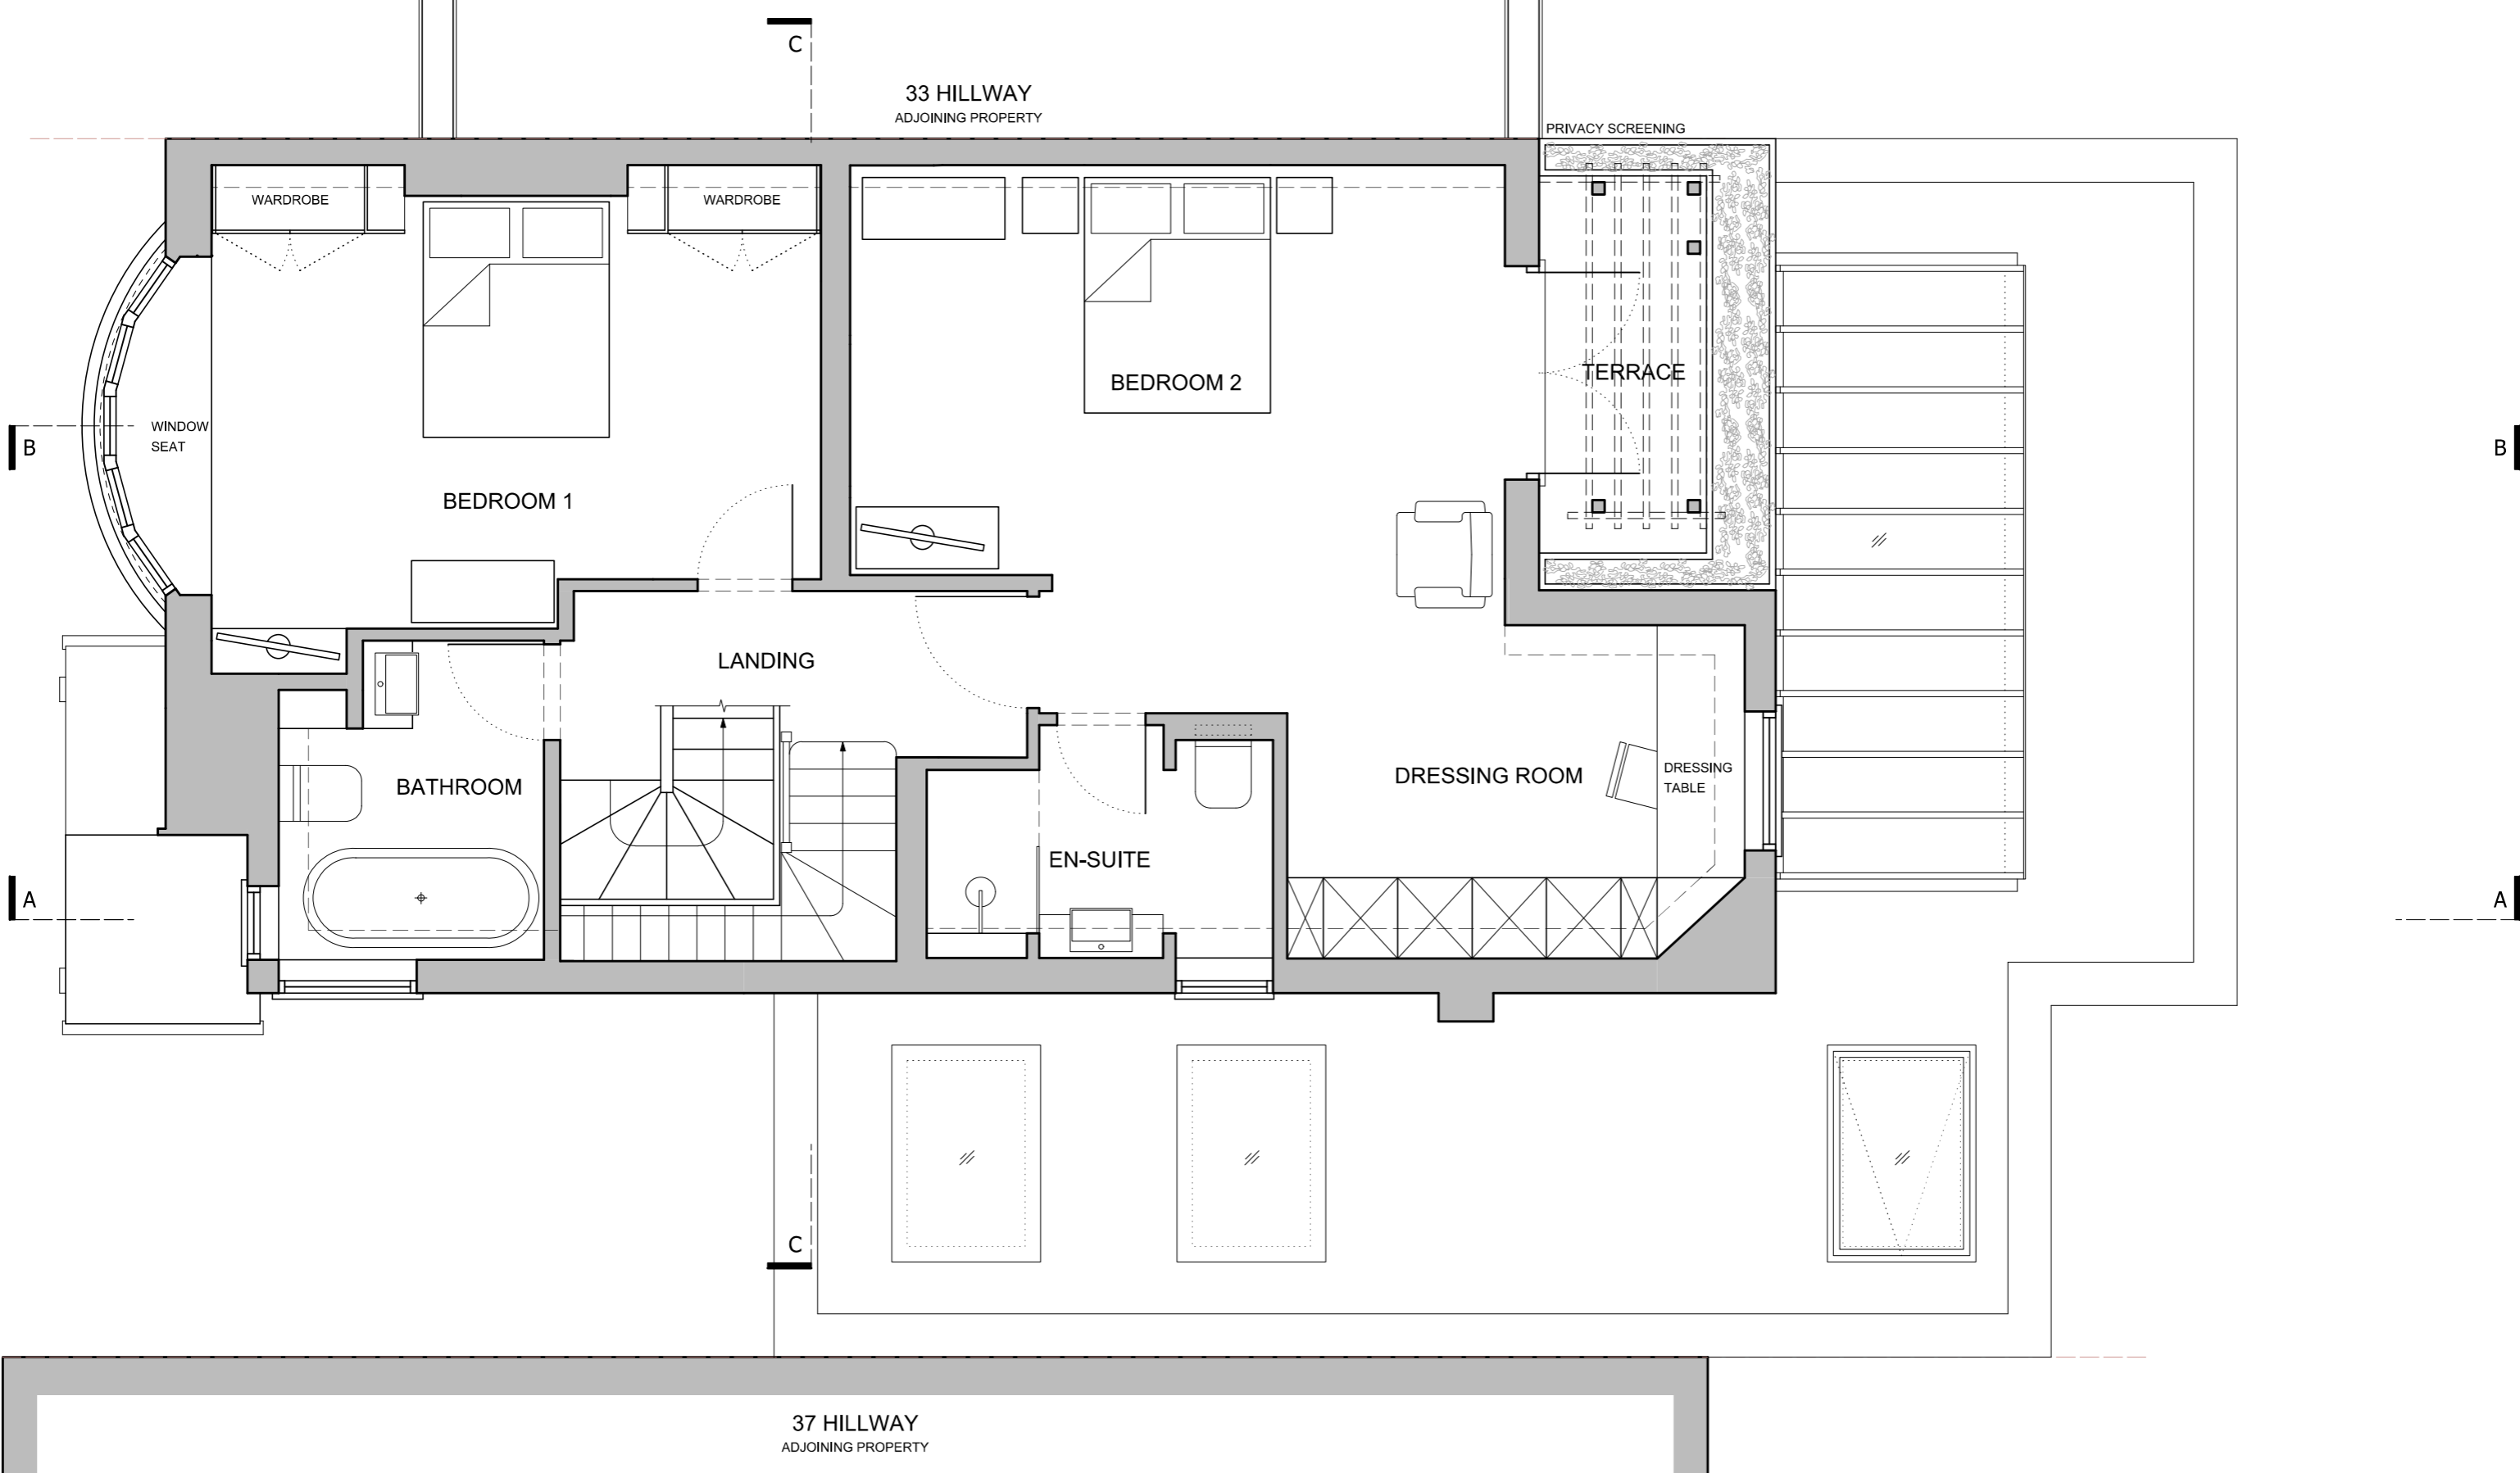 C
33 HILLWAY
ADJOINING PROPERTY
PRIVACY SCREENING
WARDROBE
WARDROBE
TERRACE
BEDROOM 2
WINDOW
SEAT
B
B
BEDROOM 1
LANDING
BATHROOM
DRESSING ROOM
DRESSING
TABLE
EN-SUITE
A
A
C
37 HILLWAY
ADJOINING PROPERTY